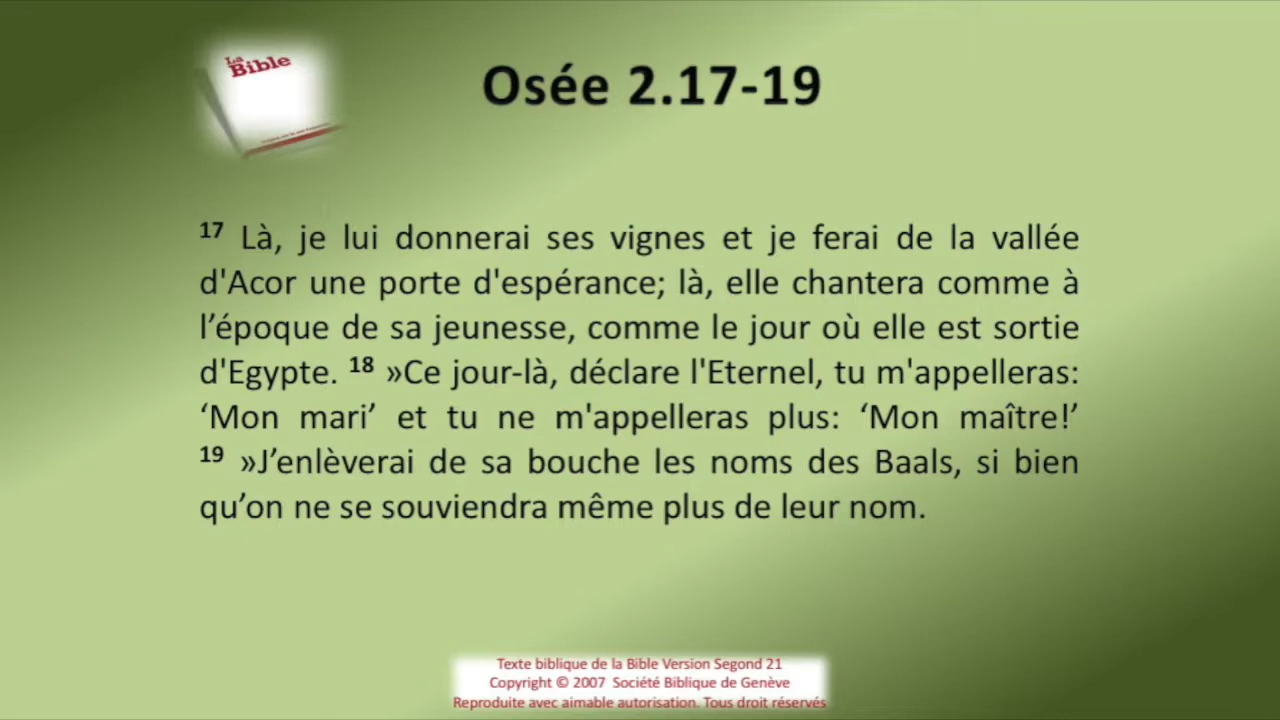 La
Bible
Osée 2.17-19
17 Là, je lui donnerai ses vignes et je ferai de la vallée
d'Acor une porte d'espérance; là, elle chantera comme à
l’époque de sa jeunesse, comme le jour où elle est sortie
d'Egypte. 18 »Ce jour-là, déclare l'Eternel, tu m'appelleras:
‘Mon mari’ et tu ne m'appelleras plus: ‘Mon maître!’
19 »J’enlèverai de sa bouche les noms des Baals, si bien
qu’on ne se souviendra même plus de leur nom.
Texte biblique de la Bible Version Segond 21
Copyright © 2007 Société Biblique de Genève
Reproduite avec aimable autorisation. Tous droit réservés